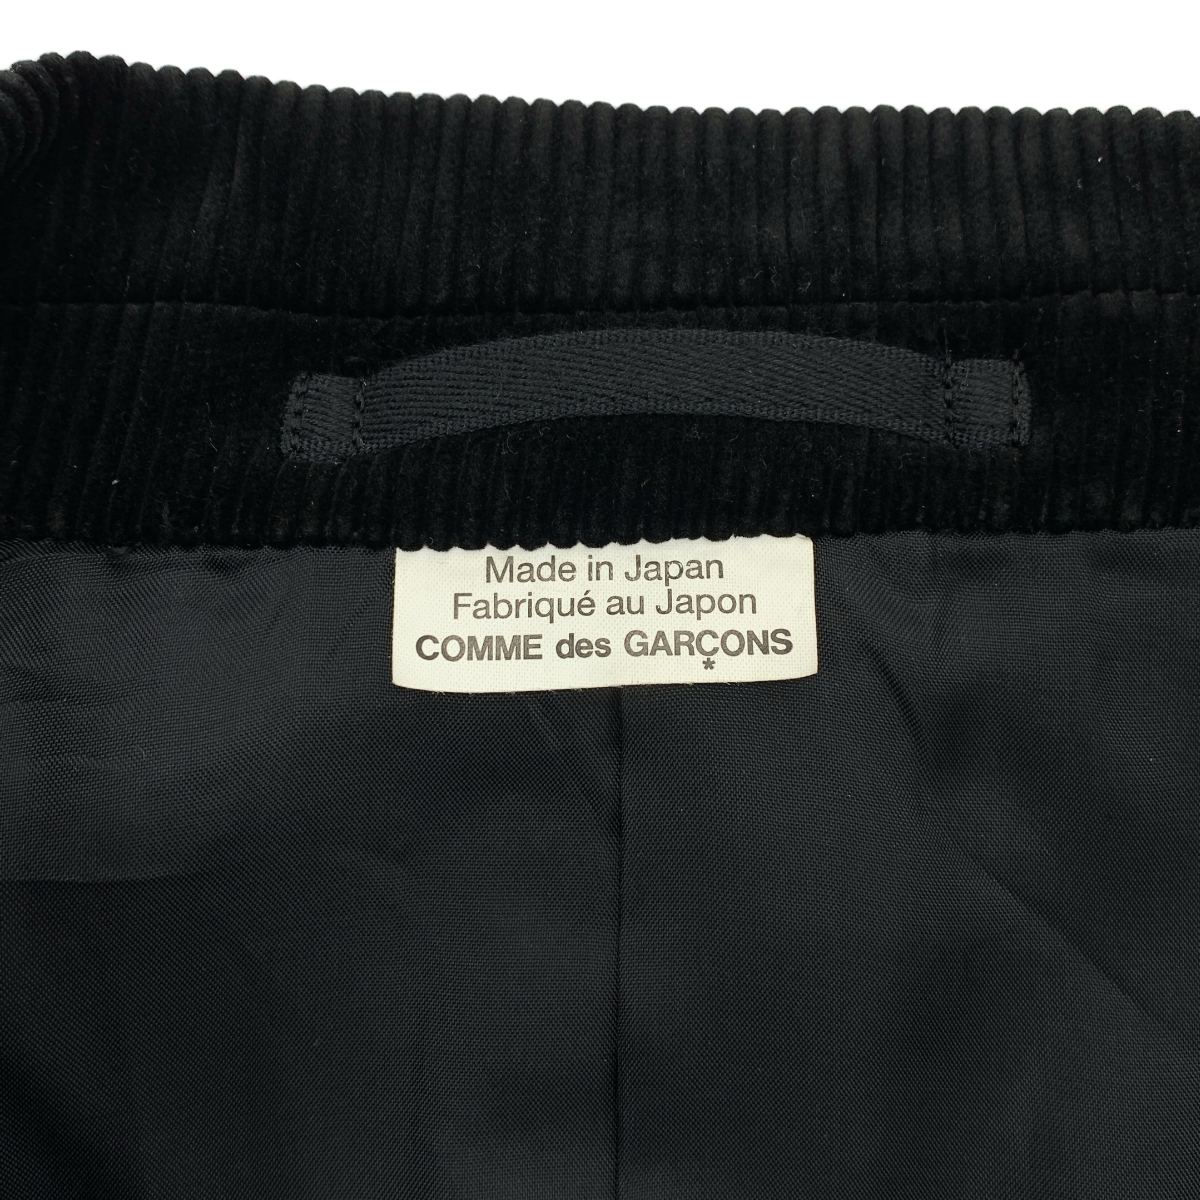 Made in Japan
Fabriqué au Japon
COMME des GARÇONS
*